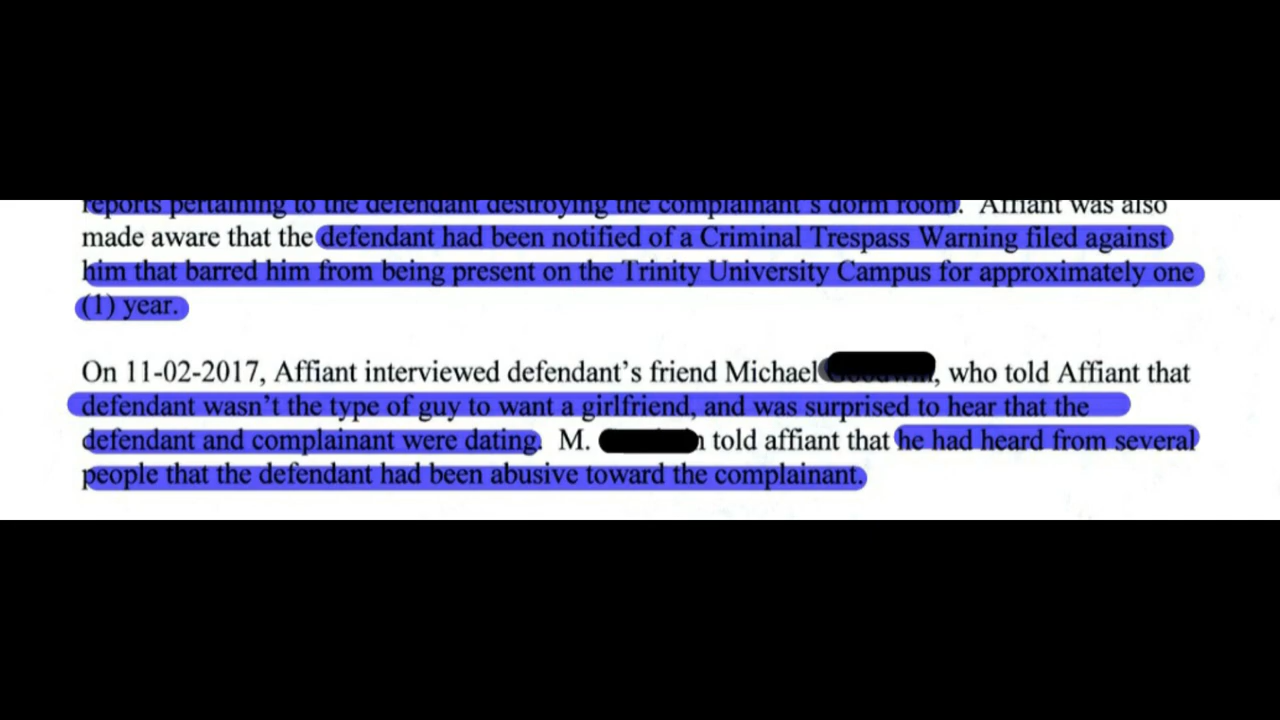 reports pertaining to the defendant destroying the complainant's dorm room. Affiant was also
made aware that the defendant had been notified of a Criminal Trespass Warning filed against
him that barred him from being present on the Trinity University Campus for approximately one
(1) year.
On 11-02-2017, Affiant interviewed defendant's friend Michael , who told Affiant that
defendant wasn't the type of guy to want a girlfriend, and was surprised to hear that the
defendant and complainant were dating. M. told affiant that he had heard from several
people that the defendant had been abusive toward the complainant.